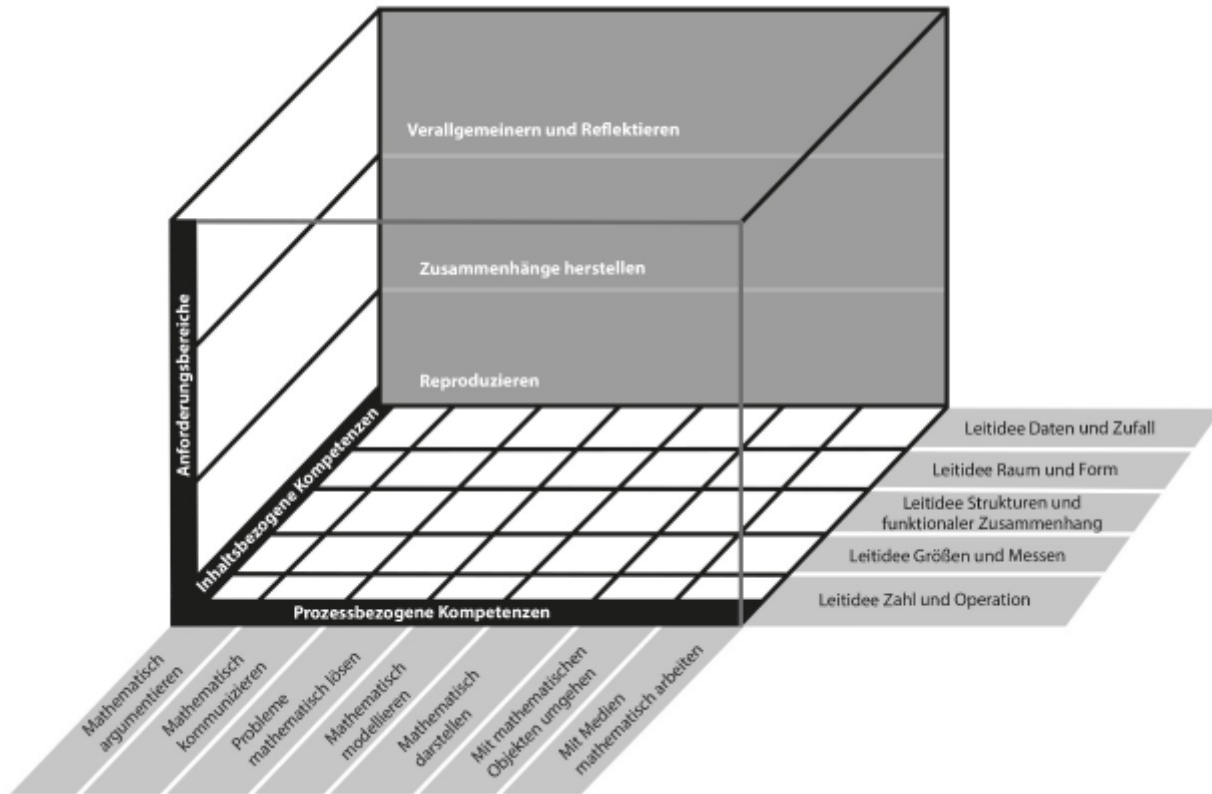 Verallgemeinern und Reflektieren
Zusammenhänge herstellen
Reproduzieren
Anforderungsbereiche
Inhaltsbezogene Kompetenzen
Prozessbezogene Kompetenzen
Leitidee Daten und Zufall
Leitidee Raum und Form
Leitidee Strukturen und
funktionaler Zusammenhang
Leitidee Größen und Messen
Leitidee Zahl und Operation
Mathematisch
argumentieren
Mathematisch
kommunizieren
Probleme
mathematisch lösen
Mathematisch
modellieren
Mathematisch
darstellen
Mit mathematischen
Objekten umgehen
Mit Medien
mathematisch arbeiten